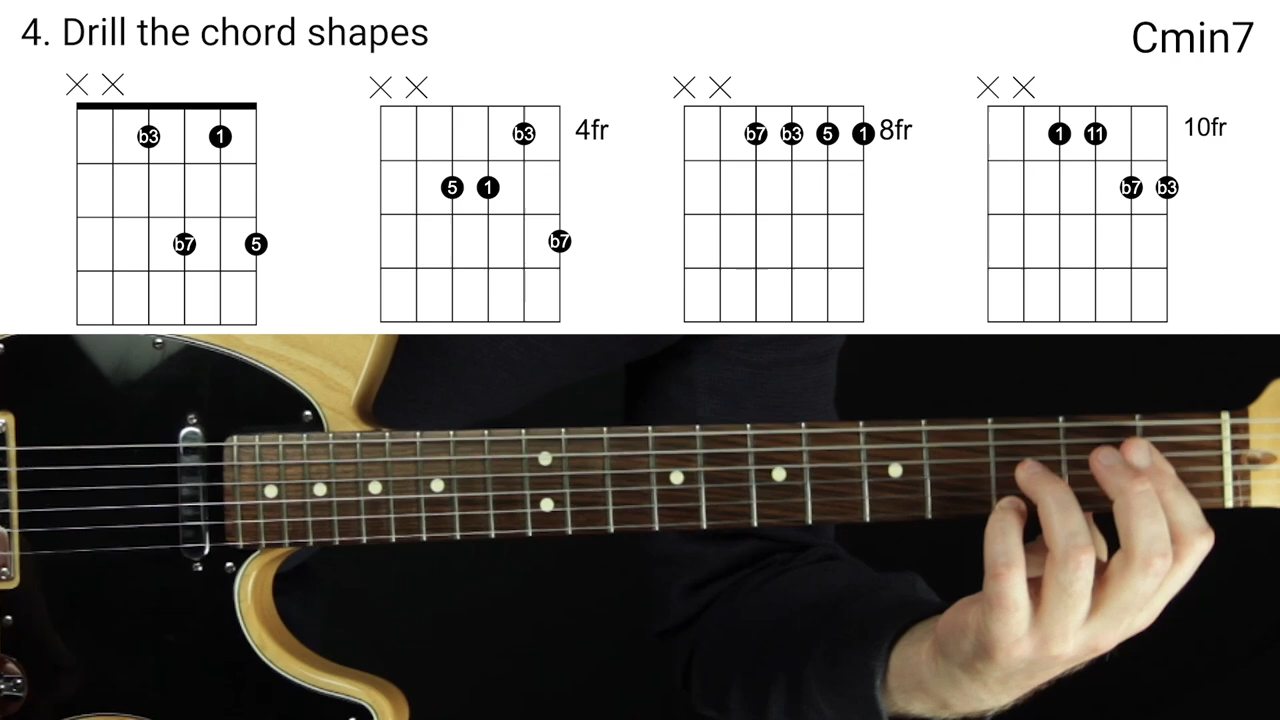 4. Drill the chord shapes
Cmin7
b3 1
b7 5
b3 4fr
5 1
b7
b7 b3 5 1 8fr
1 11 10fr
b7 b3